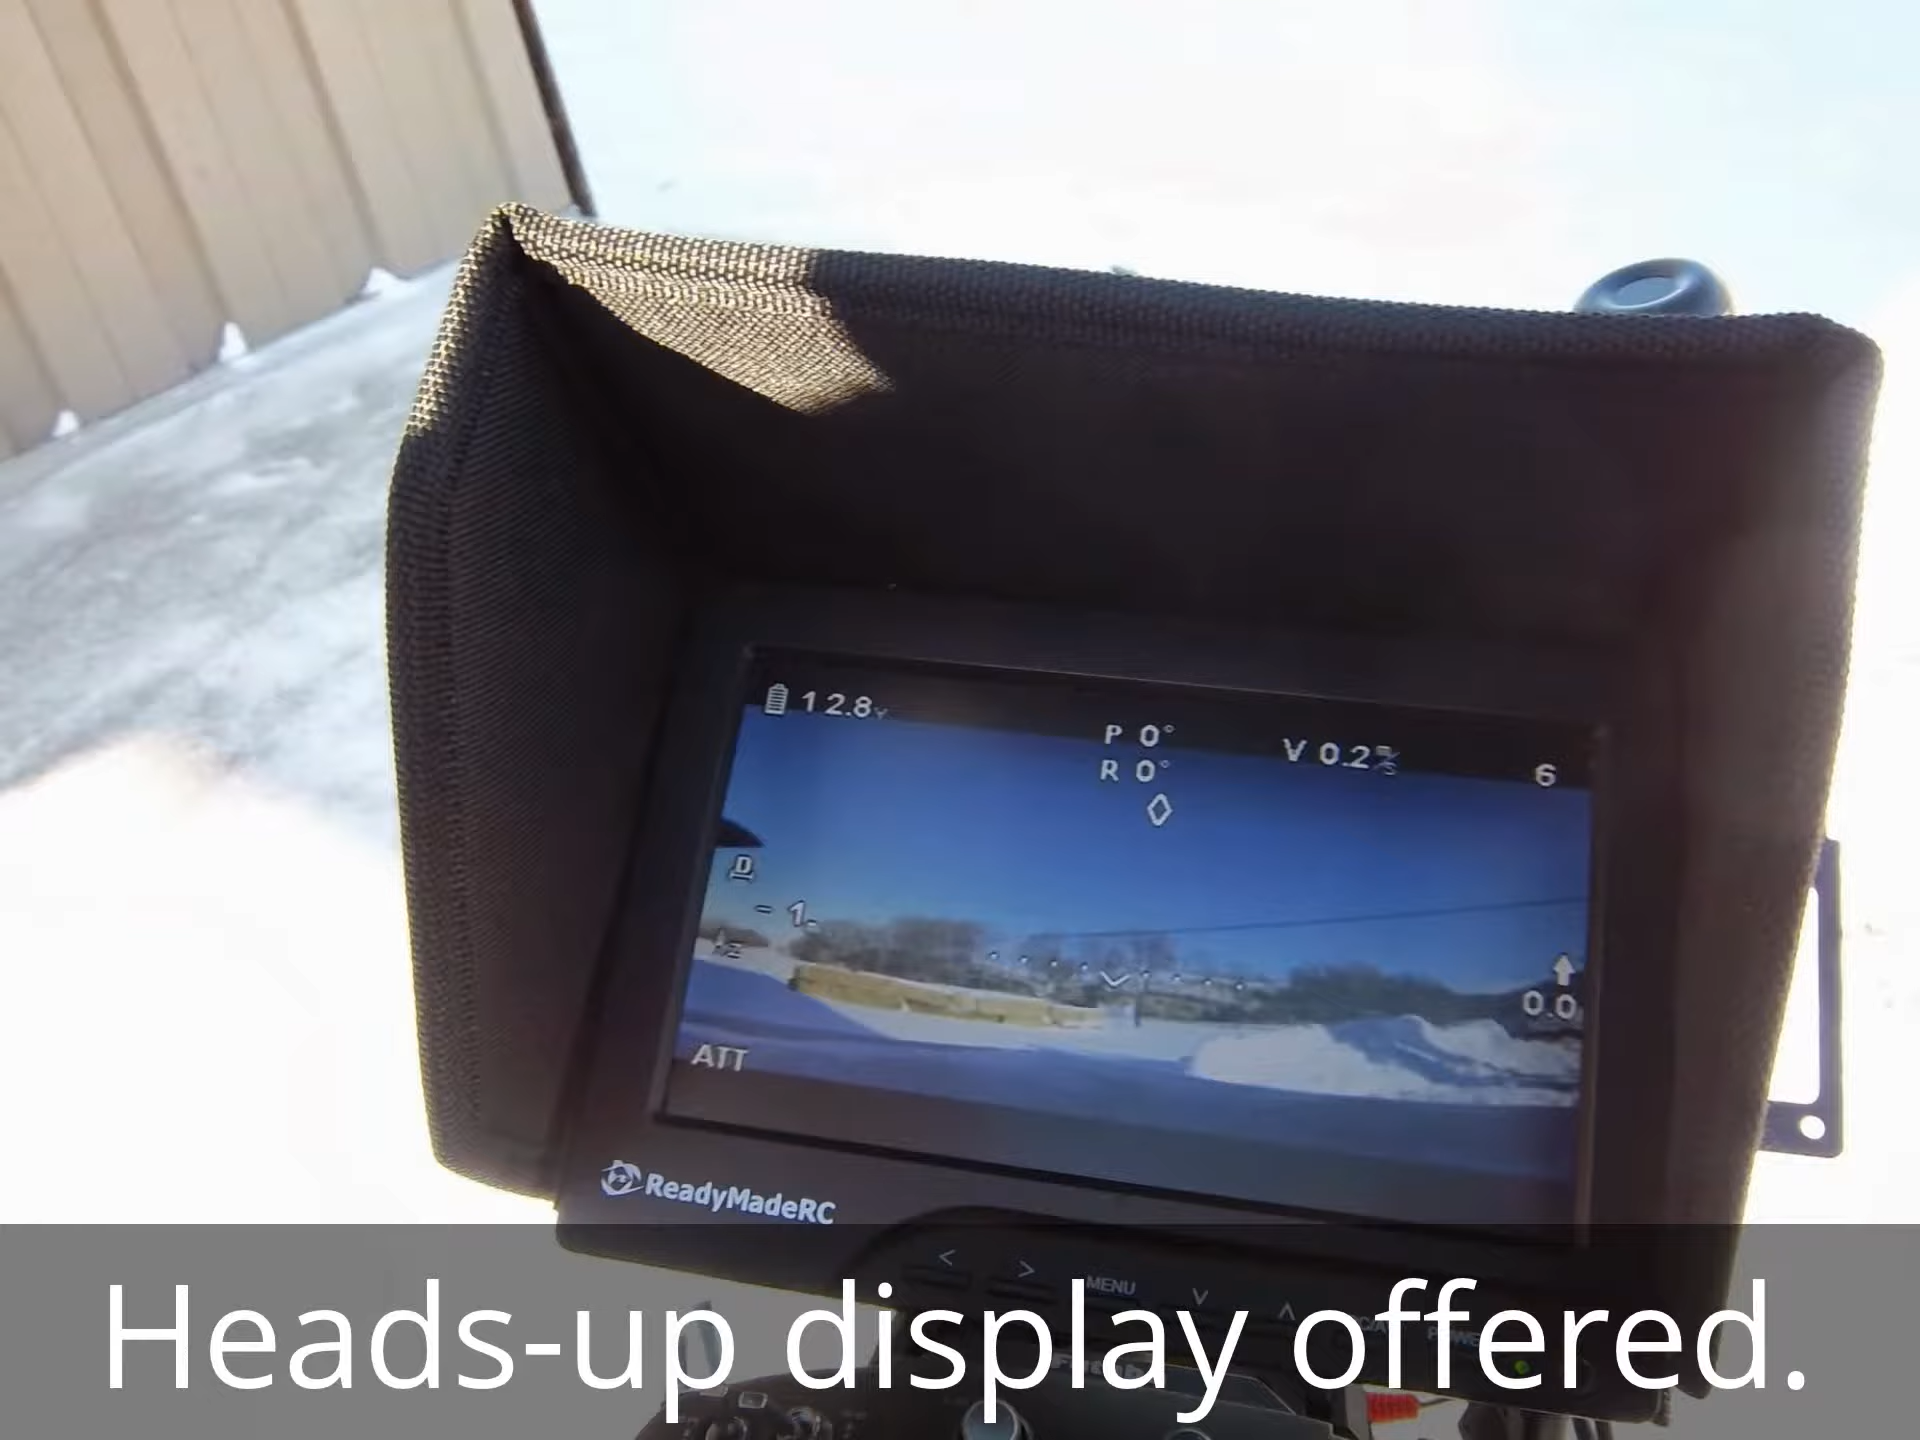 12.8V
P 0°
R 0°
V 0.2 m/s
6
D
- 1.
ATT
0.0
ReadyMadeRC
< > MENU
Heads-up display offered.